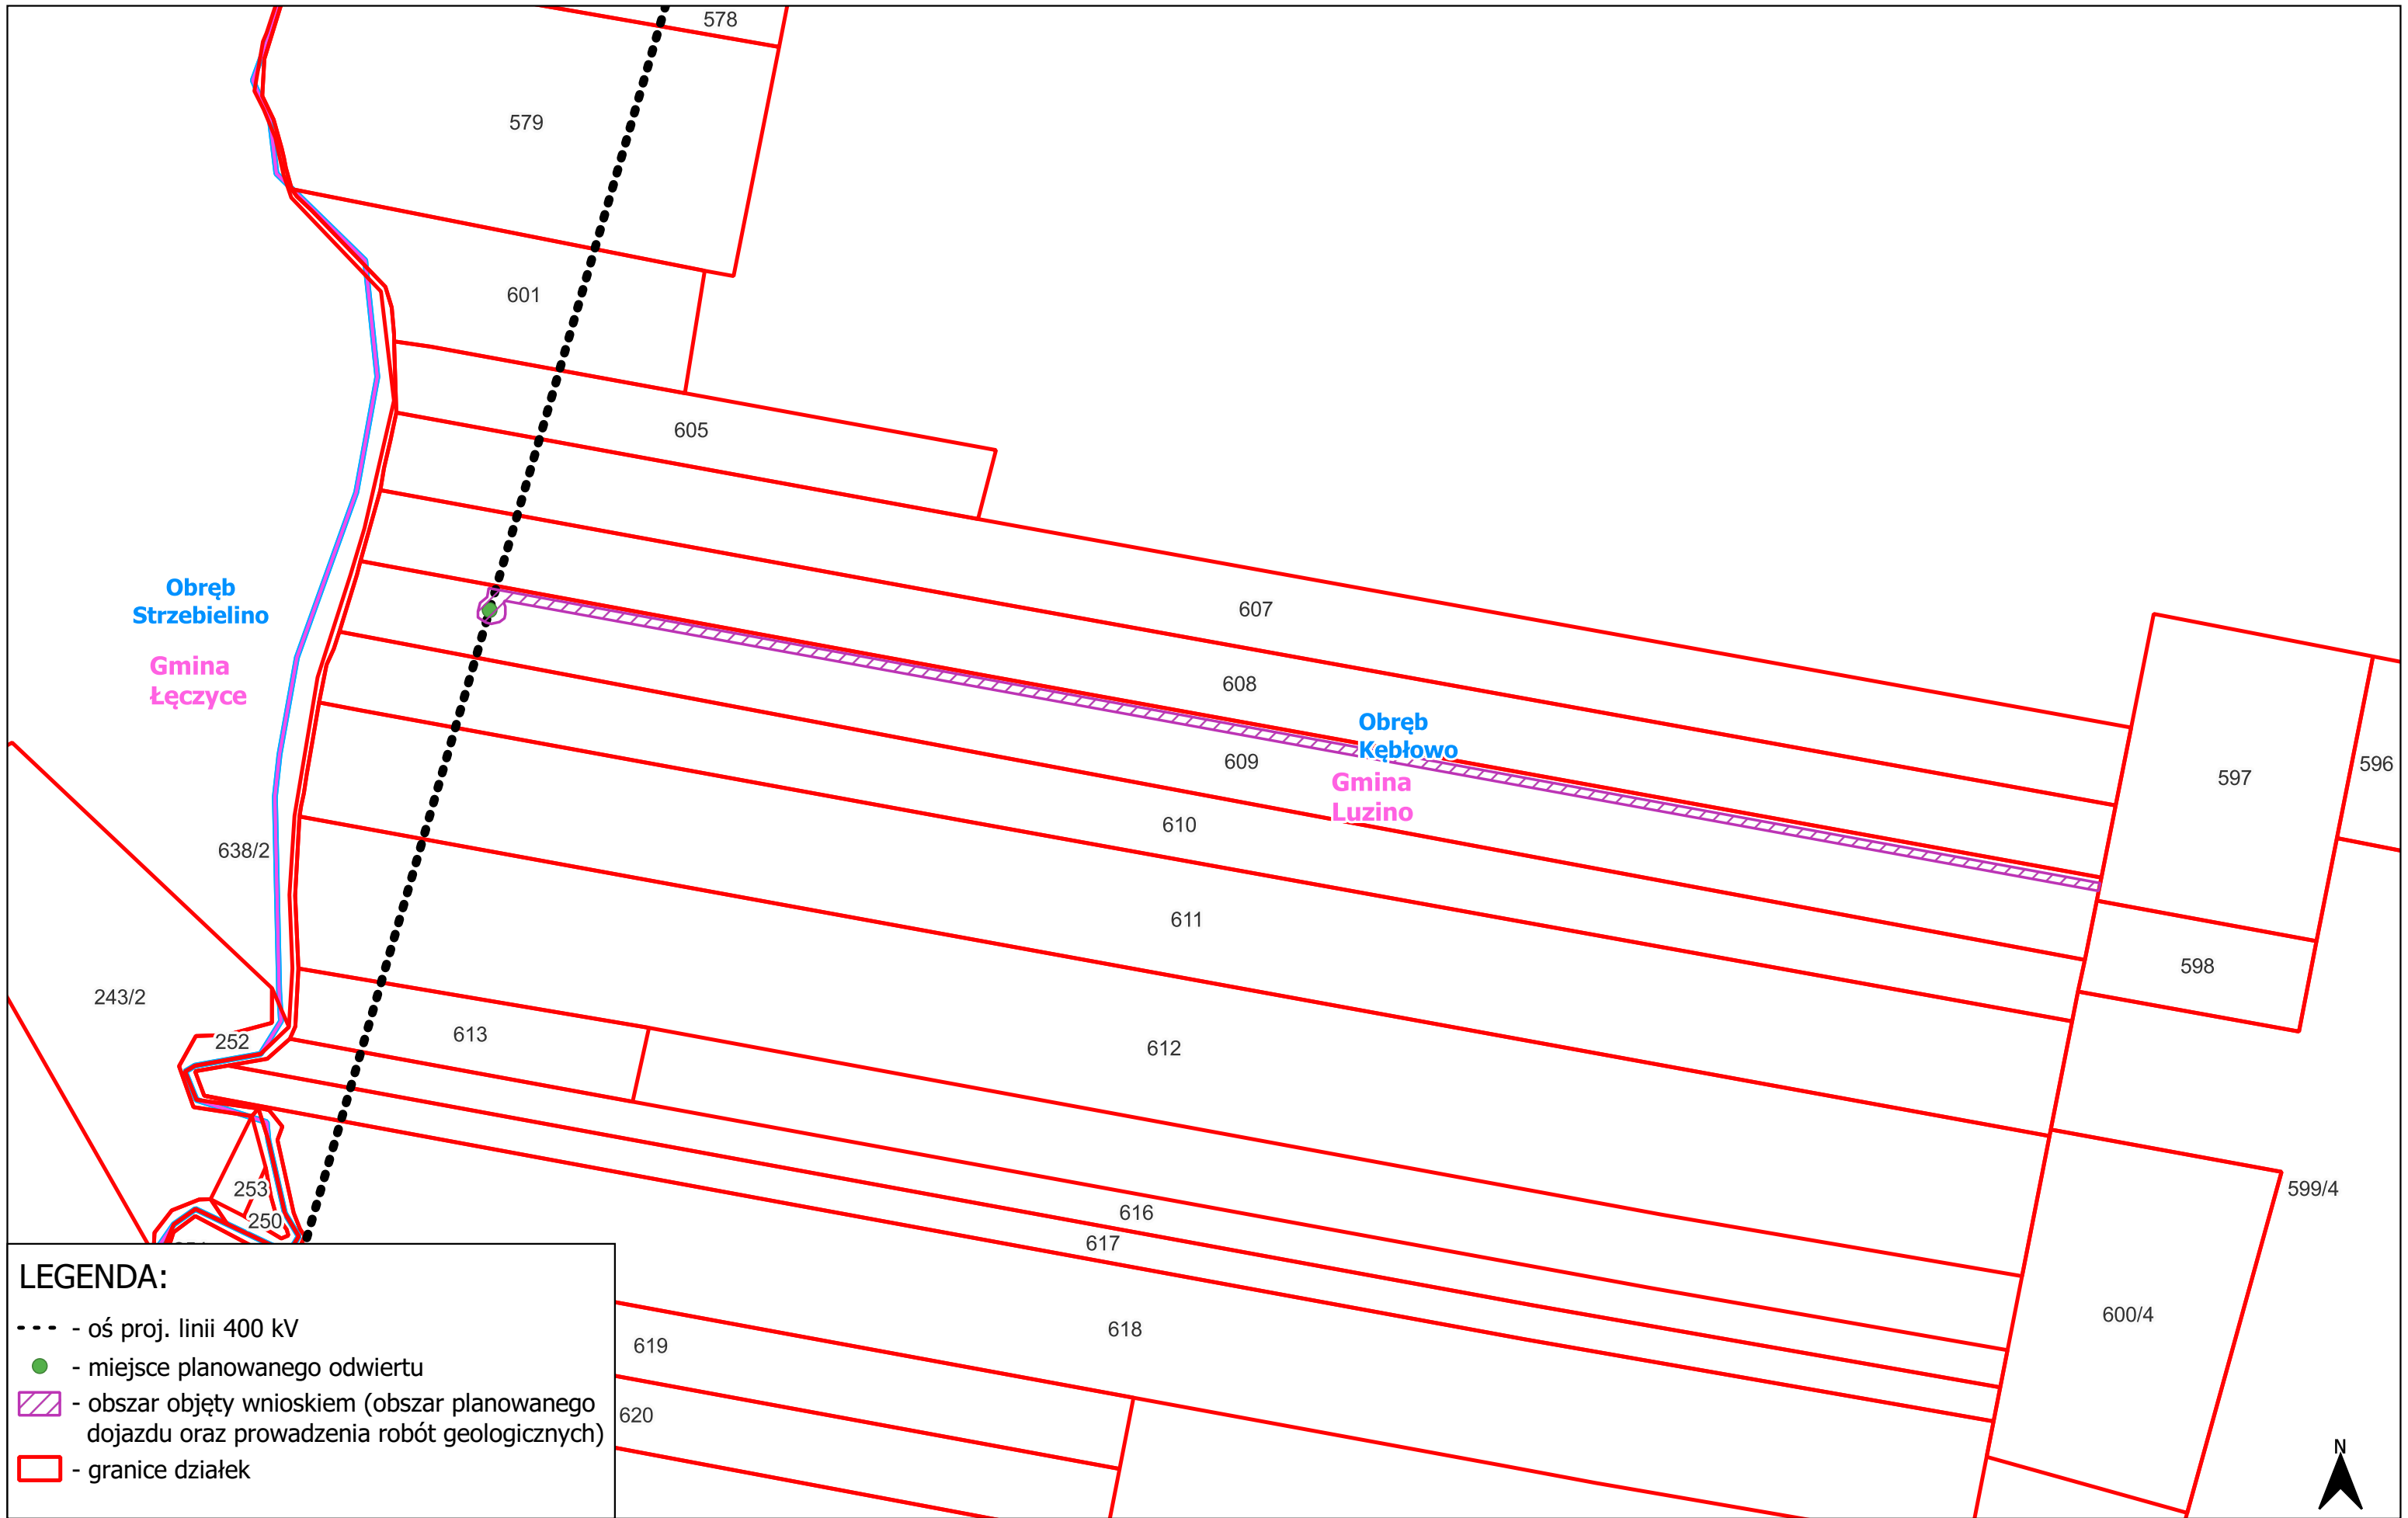 578
579
601
605
Obręb
Strzebielino
607
Gmina
Łęczyce
608
Obręb
Kębłowo
609
Gmina
Luzino
597
596
610
638/2
611
598
243/2
613
252
612
253
599/4
616
250
617
600/4
618
619
620
LEGENDA:
- oś proj. linii 400 kV
- miejsce planowanego odwiertu
- obszar objęty wnioskiem (obszar planowanego
dojazdu oraz prowadzenia robót geologicznych)
- granice działek
N